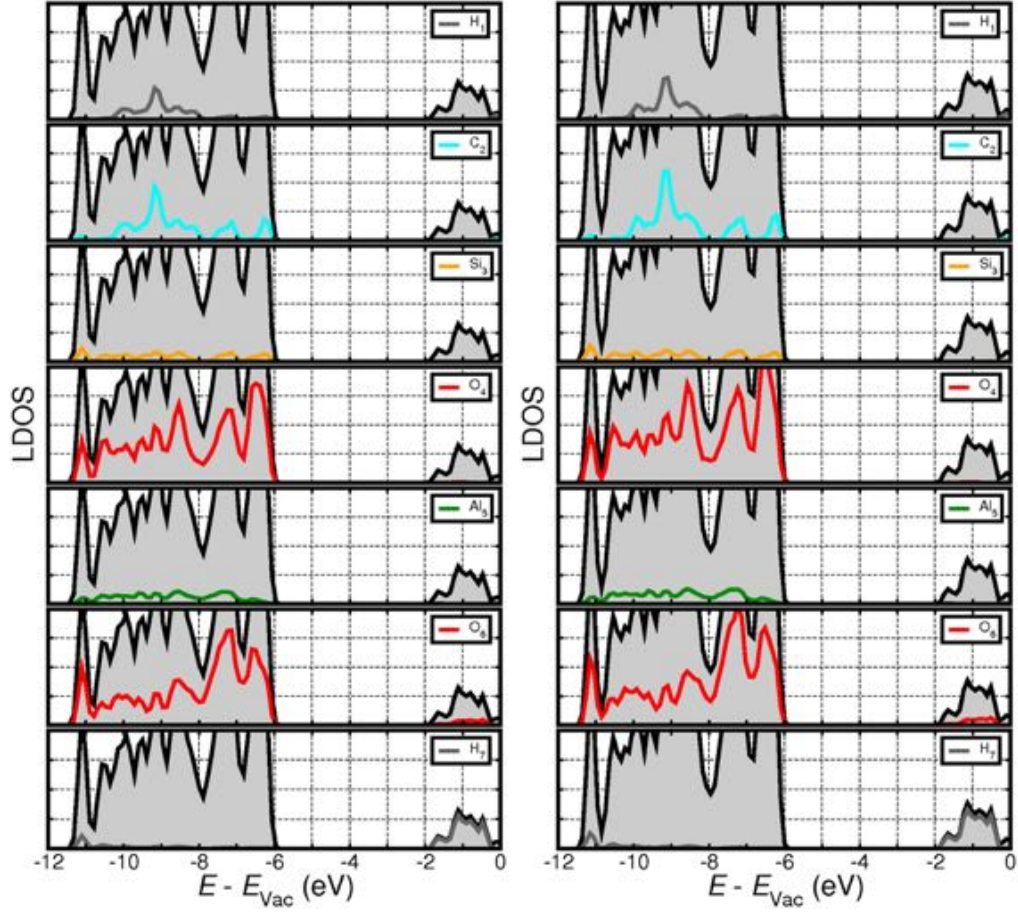 H1
H1
C2
C2
Si3
Si3
LDOS
O4
LDOS
O4
Al5
Al5
O6
O6
H7
H7
-12 -10 -8 -6 -4 -2 0
-12 -10 -8 -6 -4 -2 0
E - EVac (eV)
E - EVac (eV)